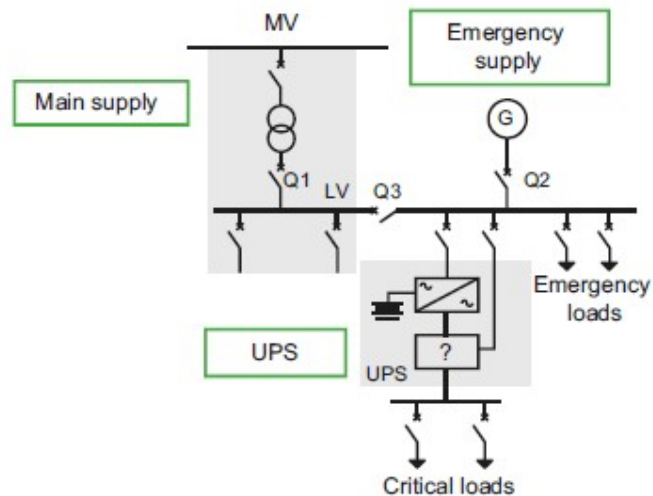 MV
Emergency
supply
Main supply
G
Q1
LV
Q3
Q2
Emergency
loads
~
~
UPS
?
UPS
Critical loads